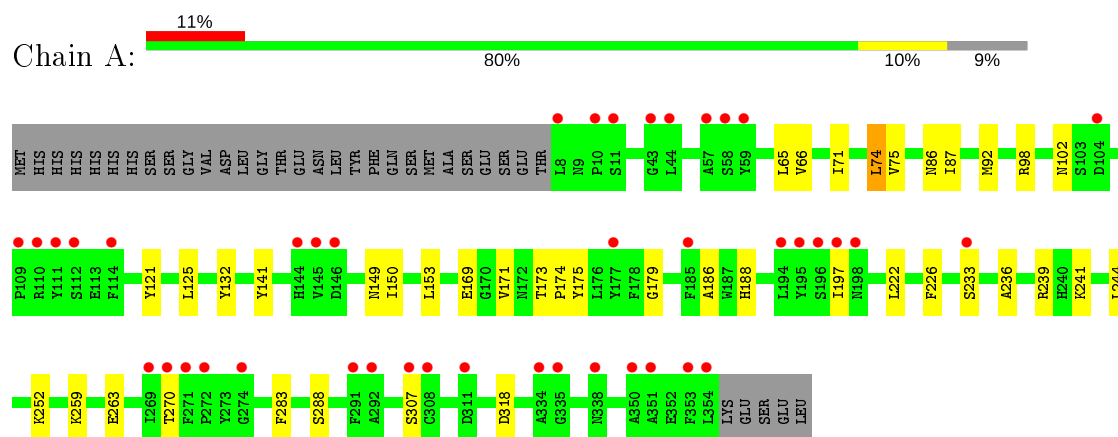 11%
Chain A:
80% 10% 9%
MET HIS HIS HIS HIS HIS HIS SER SER GLY VAL ASP LEU GLY THR GLU ASN LEU TYR PHE GLN SER MET ALA SER GLU SER GLU THR L8 N9 P10 S11 G43 L44 A57 S58 Y59 L65 V66 I71 L74 V75 N86 I87 M92 R98 N102 S103 D104
P109 R110 Y111 S112 E113 F114 Y121 L125 Y132 Y141 H144 V145 D146 N149 I150 L153 E169 G170 V171 N172 T173 P174 Y175 L176 Y177 F178 G179 F185 A186 W187 H188 L194 Y195 S196 I197 N198 L222 F226 S233 A236 R239 H240 K241 L244
K252 K259 E263 I269 T270 F271 P272 Y273 G274 F283 S288 F291 A292 S307 C308 D311 D318 A334 G335 N338 A350 A351 E352 F353 L354 LYS GLU SER GLU LEU